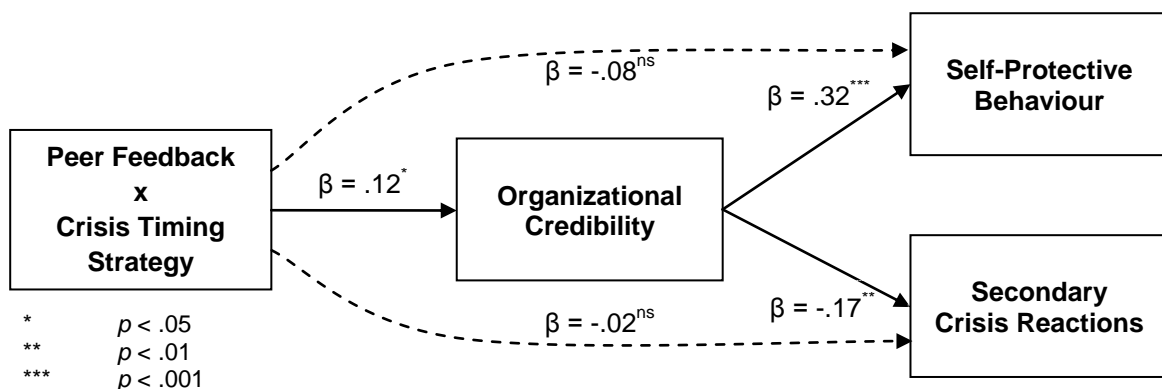 β = -.08ns
Self-Protective
Behaviour
β = .32***
Peer Feedback
x
Crisis Timing
Strategy
β = .12*
Organizational
Credibility
β = -.17**
β = -.02ns
Secondary
Crisis Reactions
* p < .05
** p < .01
*** p < .001